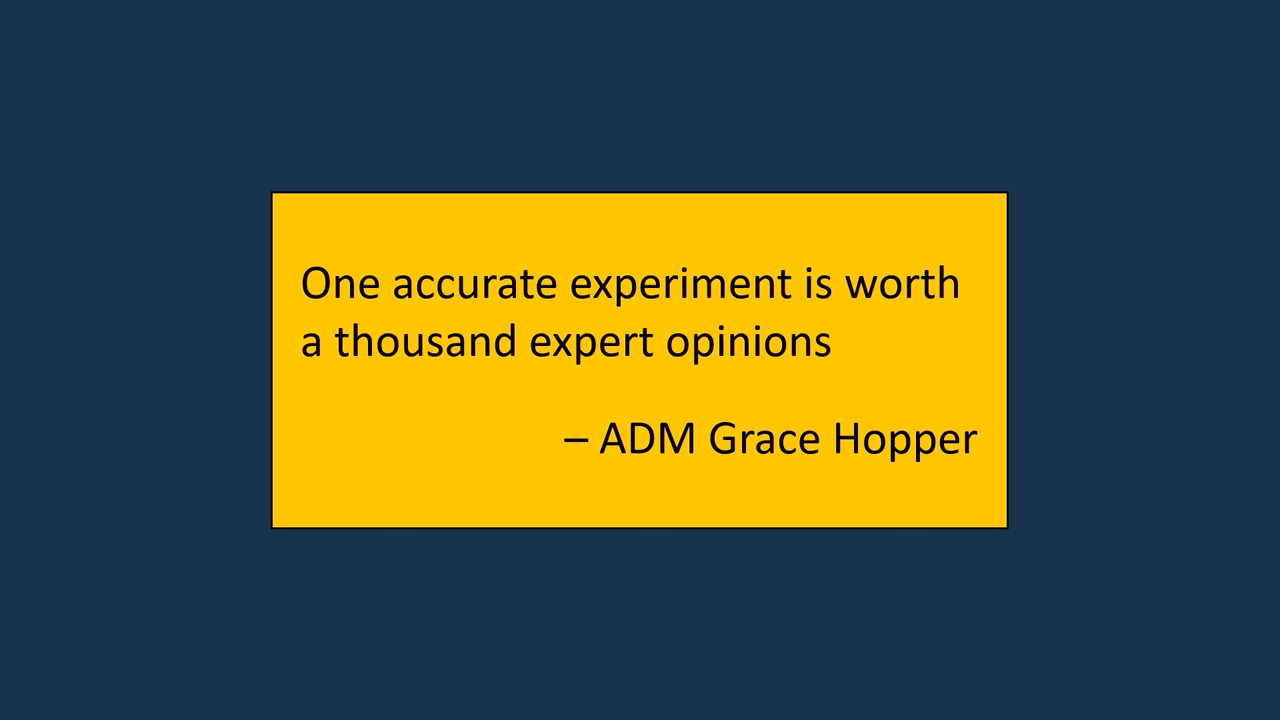 One accurate experiment is worth
a thousand expert opinions
– ADM Grace Hopper